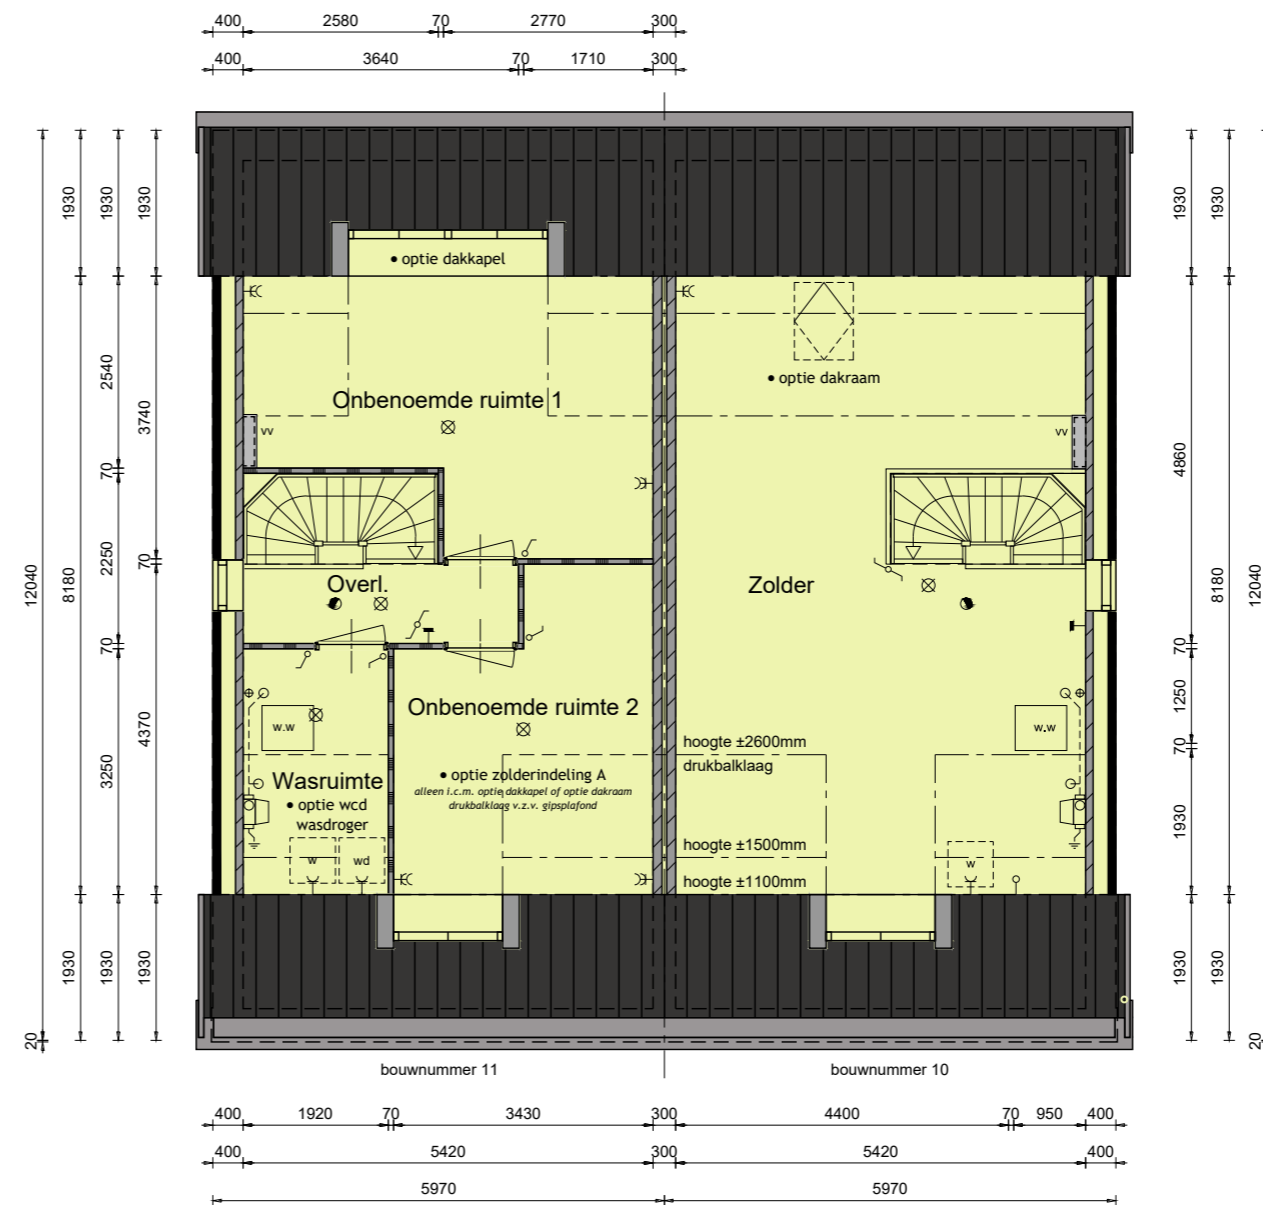 400 2580 70 2770 300
400 3640 70 1710 300
12040
20
1930
8180
1930
1930
2540
70
2250
70
3250
1930
1930
3740
70
4370
1930
• optie dakkapel
Onbenoemde ruimte 1
vv
Overl.
w.w
Wasruimte
• optie wcd
wasdroger
w
wd
Onbenoemde ruimte 2
• optie zolderindeling A
alleen i.c.m. optie dakkapel of optie dakraam
drukbalklaag v.z.v. gipsplafond
• optie dakraam
vv
Zolder
w.w
hoogte ±2600mm
drukbalklaag
hoogte ±1500mm
hoogte ±1100mm
w
1930
4860
70
1250
70
1930
1930
1930
8180
1930
12040
20
bouwnummer 11
bouwnummer 10
400 1920 70 3430 300 4400 70 950 400
400 5420 300 5420 400
5970 5970